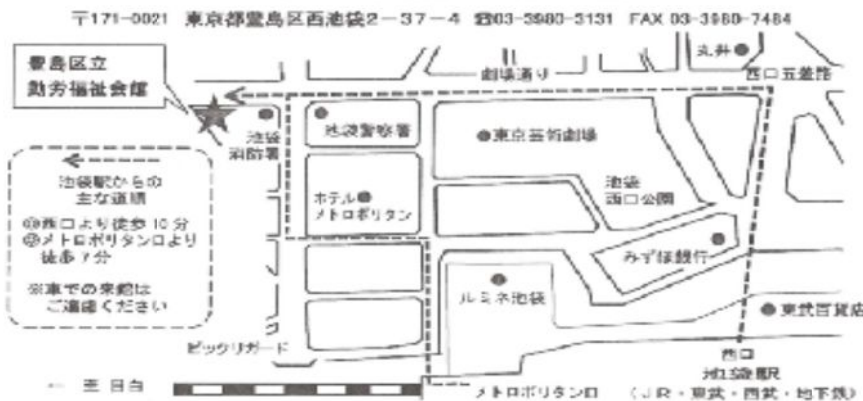 〒171-0021 東京都豊島区西池袋2-37-4 ☎03-3980-3131 FAX 03-3980-7484
豊島区立
勤労福祉会館
丸井
劇場通り
西口五差路
池袋
消防署
池袋警察署
東京芸術劇場
池袋
西口公園
ホテル
メトロポリタン
池袋駅からの
主な道順
◎西口より徒歩10分
◎メトロポリタン口より
徒歩7分
※車での来館は
ご遠慮ください
みずほ銀行
ルミネ池袋
東武百貨店
ビックリガード
西口
池袋駅
← 至 目白
メトロポリタン口 (JR・東武・西武・地下鉄)